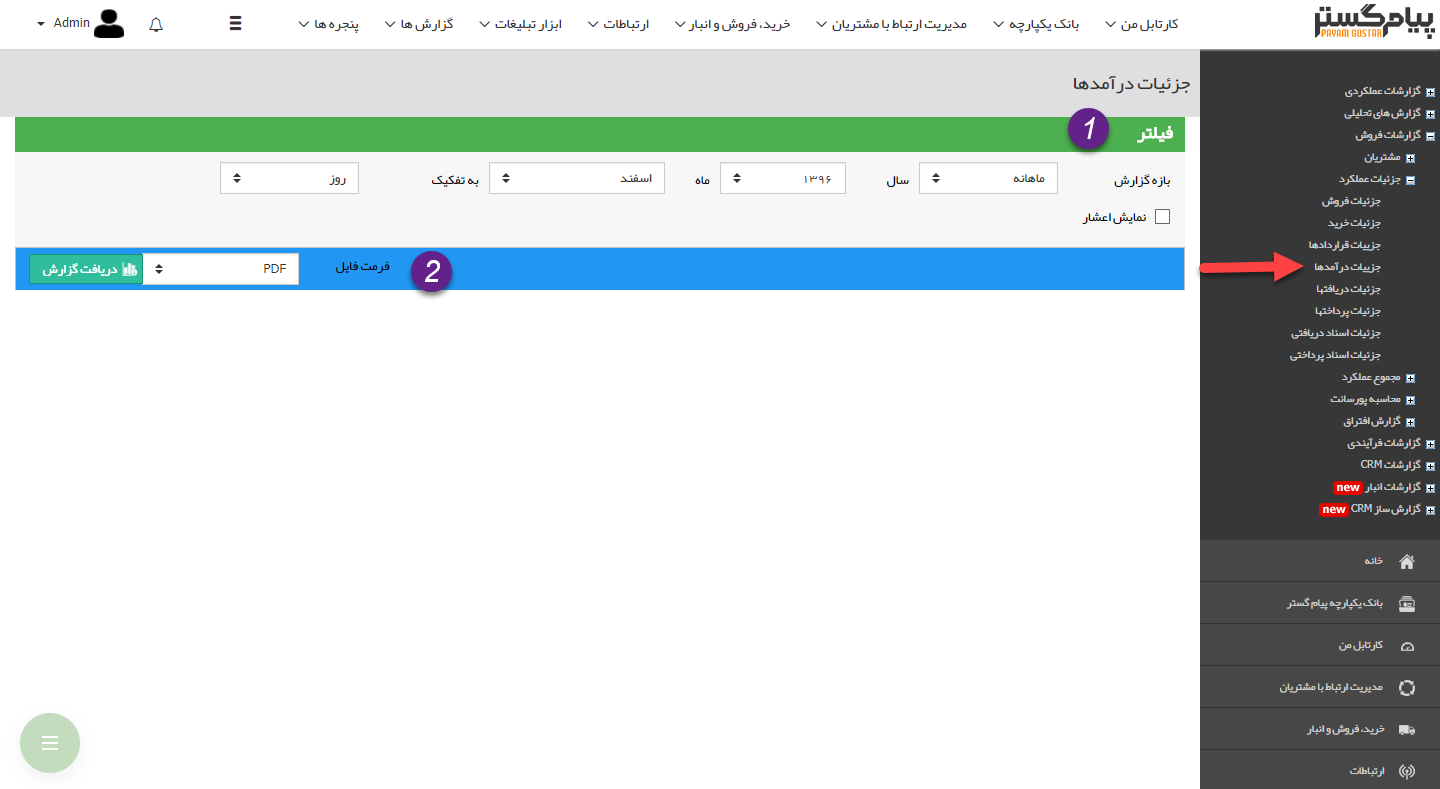 پیام‌گستر
PAYAM GOSTAR
کارتابل من
بانک یکپارچه
مدیریت ارتباط با مشتریان
خرید، فروش و انبار
ارتباطات
ابزار تبلیغات
گزارش ها
پنجره ها
Admin
گزارشات عملکردی
گزارش های تحلیلی
گزارشات فروش
مشتریان
جزئیات عملکرد
جزئیات فروش
جزئیات خرید
جزییات قراردادها
جزییات درآمدها
جزئیات دریافتها
جزئیات پرداختها
جزئیات اسناد دریافتی
جزئیات اسناد پرداختی
مجموع عملکرد
محاسبه پورسانت
گزارش افتراق
گزارشات فرآیندی
گزارشات CRM
گزارشات انبار new
گزارش ساز CRM new
خانه
بانک یکپارچه پیام گستر
کارتابل من
مدیریت ارتباط با مشتریان
خرید، فروش و انبار
ارتباطات
جزئیات درآمدها
فیلتر 1
بازه گزارش ماهانه سال ۱۳۹۶ ماه اسفند به تفکیک روز
نمایش اعشار
2 فرمت فایل PDF دریافت گزارش